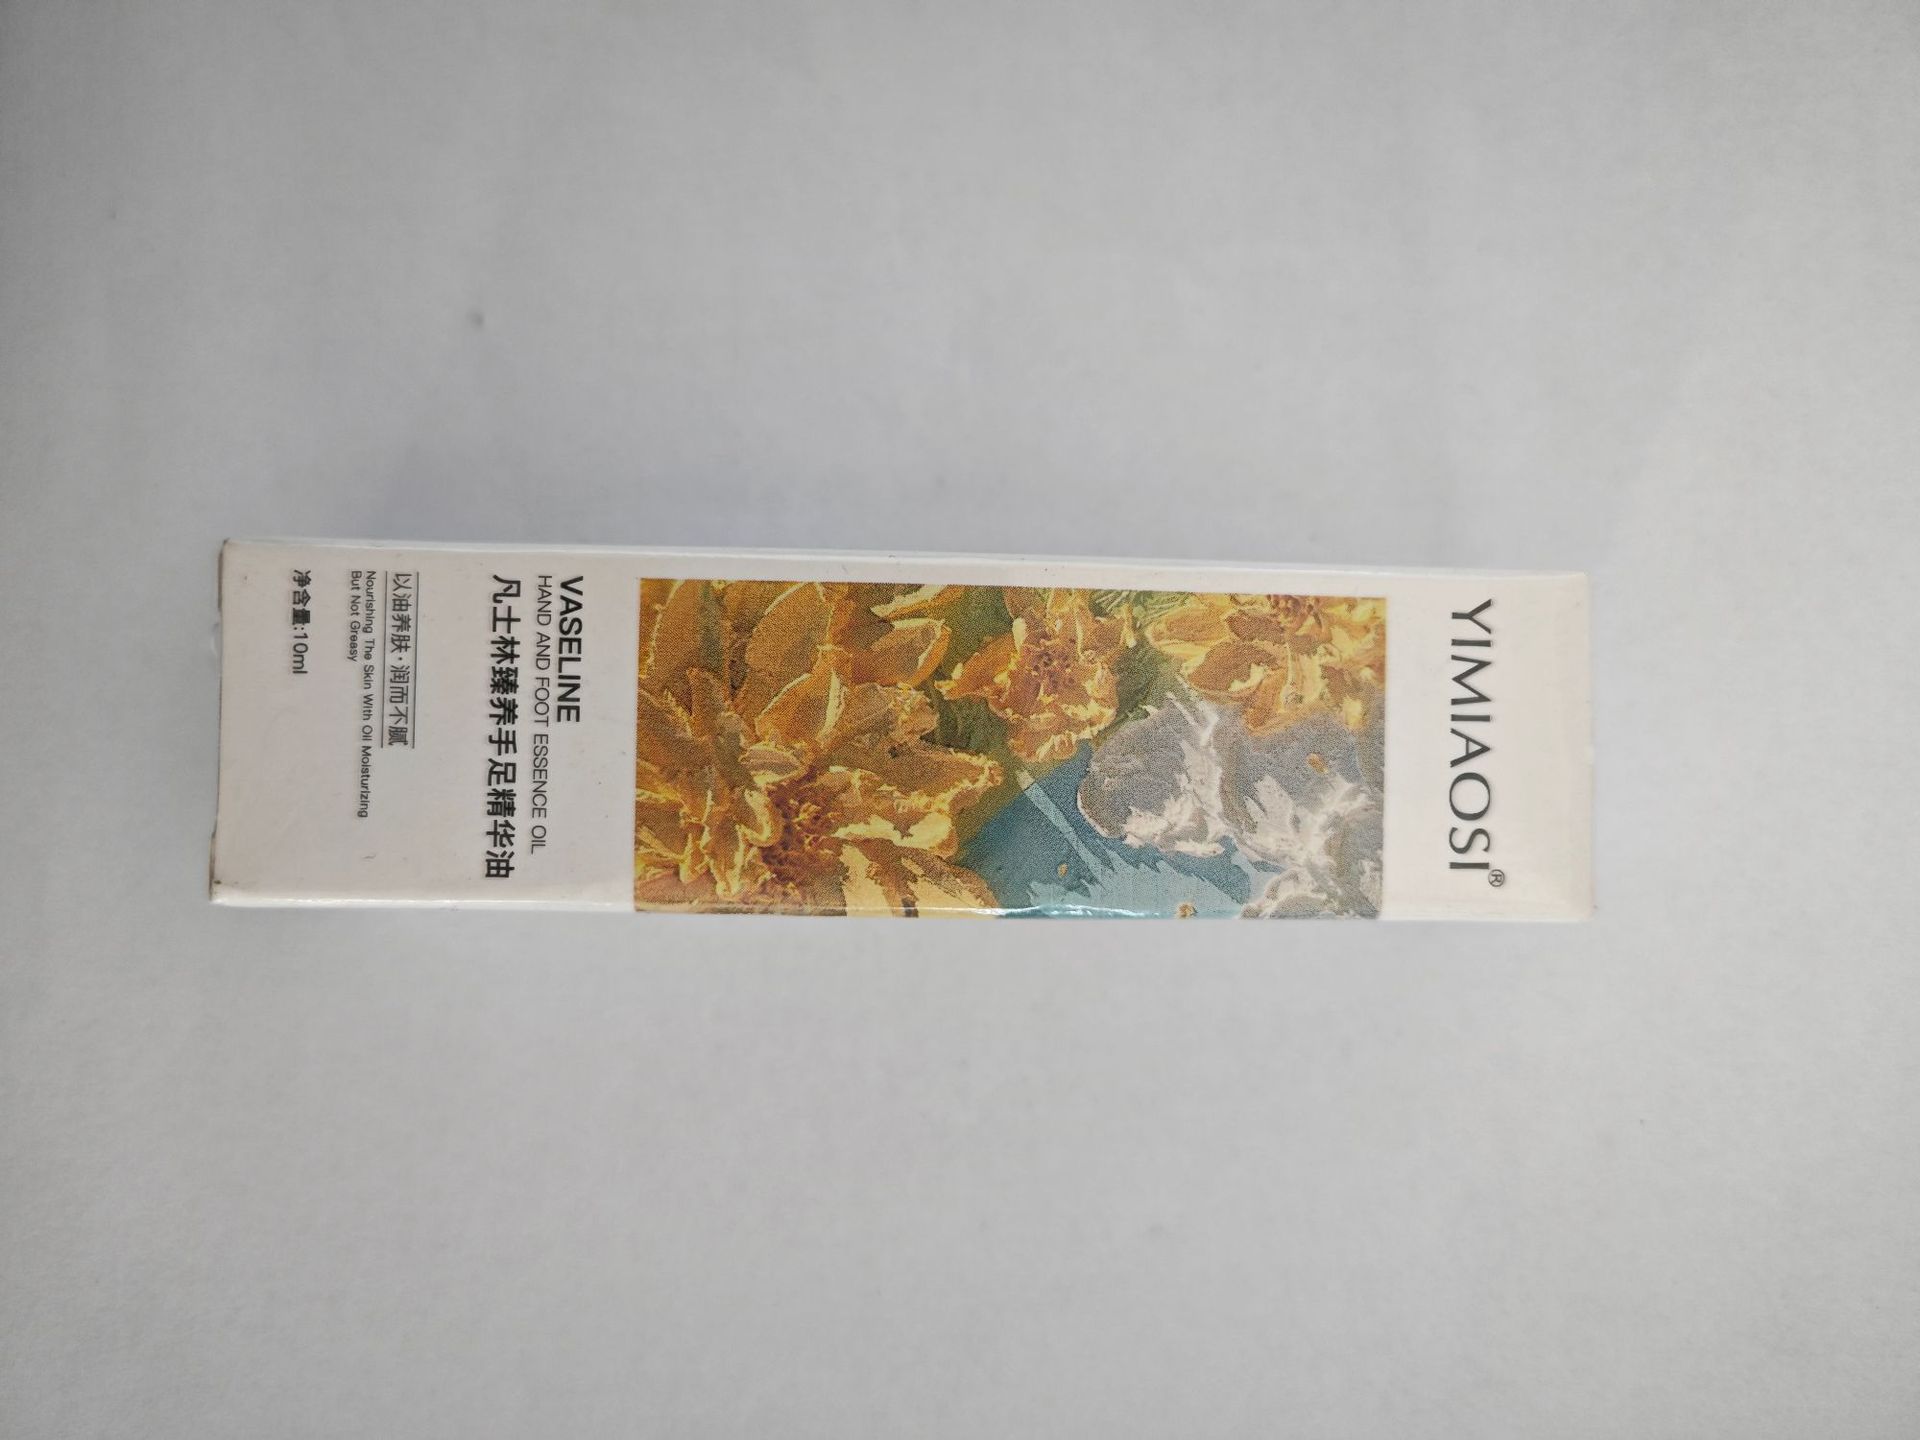 YIMIAOSI®
VASELINE
HAND AND FOOT ESSENCE OIL
凡士林臻养手足精华油
以油养肤·润而不腻
Nourishing The Skin With Oil Moisturizing
But Not Greasy
净含量:10ml